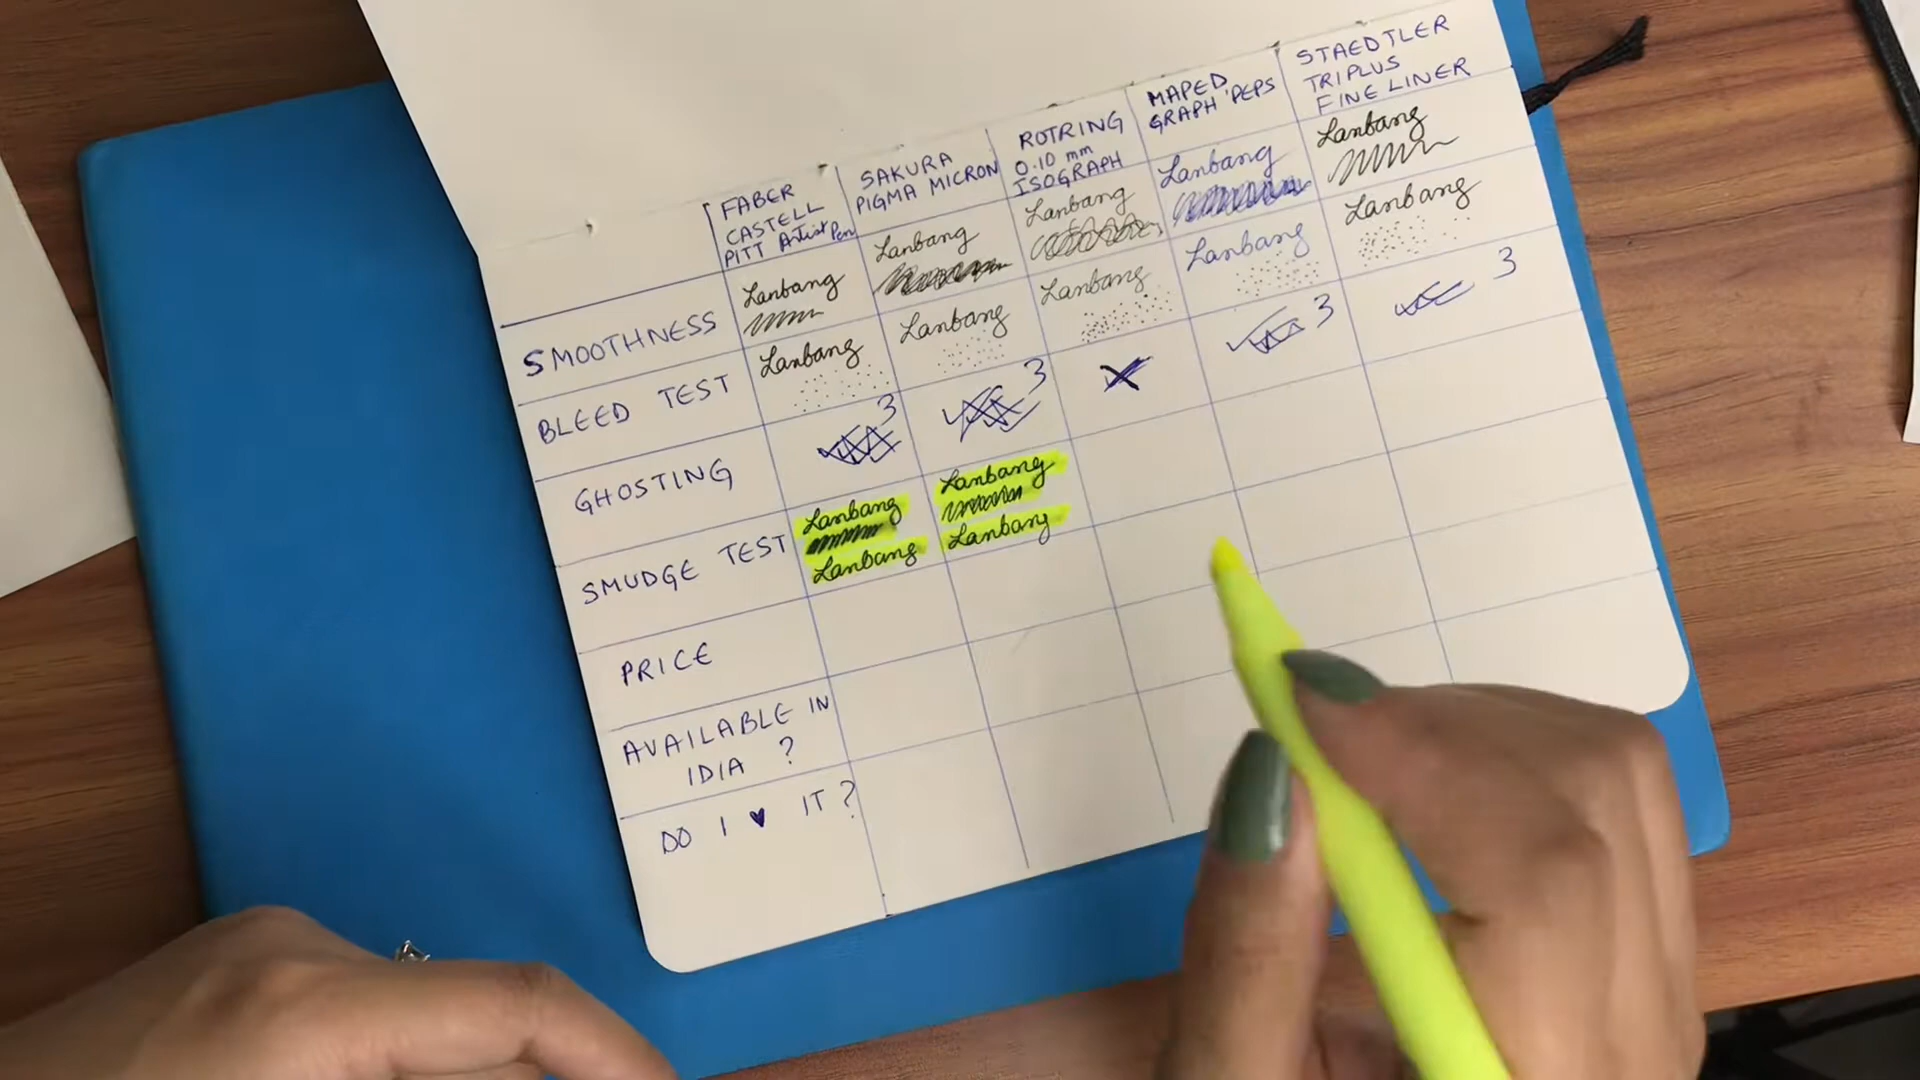 FABER
CASTELL
PITT Artist Pen
SAKURA
PIGMA MICRON
ROTRING
0.10 mm
ISOGRAPH
MAPED
GRAPH'PEPS
STAEDTLER
TRIPLUS
FINE LINER
SMOOTHNESS
Lanbang
Lanbang
Lanbang
Lanbang
Lanbang
BLEED TEST
Lanbang
Lanbang
Lanbang
Lanbang
Lanbang
GHOSTING
3
3
3
3
SMUDGE TEST
Lanbang
Lanbang
Lanbang
Lanbang
PRICE
AVAILABLE IN
IDIA ?
DO I ♥ IT?